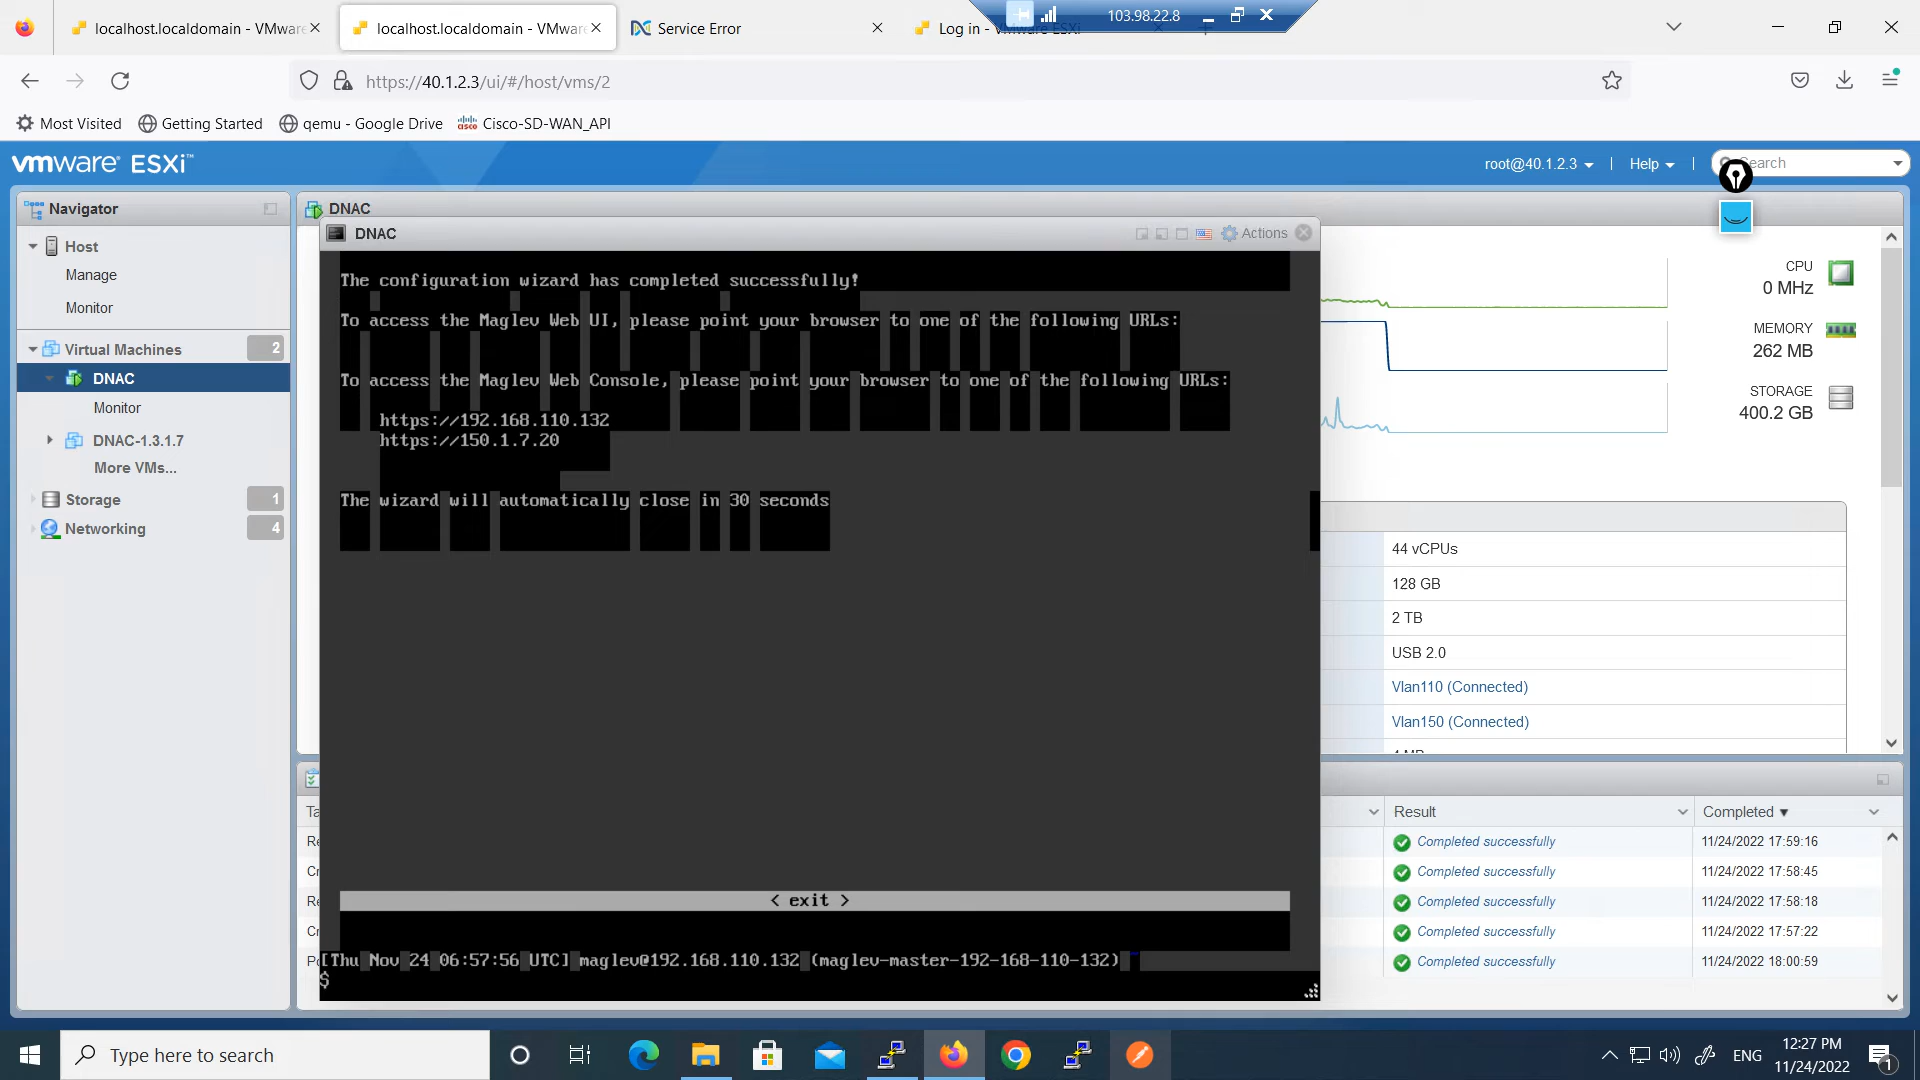 localhost.localdomain - VMware
localhost.localdomain - VMware
Service Error
Log in - VMware ESXi
103.98.22.8
https://40.1.2.3/ui/#/host/vms/2
Most Visited
Getting Started
qemu - Google Drive
Cisco-SD-WAN_API
vmware ESXi™
root@40.1.2.3
Help
Search
Navigator
Host
Manage
Monitor
Virtual Machines
2
DNAC
Monitor
DNAC-1.3.1.7
More VMs...
Storage
1
Networking
4
DNAC
DNAC
Actions
The configuration wizard has completed successfully!
To access the Maglev Web UI, please point your browser to one of the following URLs:
To access the Maglev Web Console, please point your browser to one of the following URLs:
https://192.168.110.132
https://150.1.7.20
The wizard will automatically close in 30 seconds
< exit >
[Thu Nov 24 06:57:56 UTC] maglev@192.168.110.132 (maglev-master-192-168-110-132)
$
CPU
0 MHz
MEMORY
262 MB
STORAGE
400.2 GB
44 vCPUs
128 GB
2 TB
USB 2.0
Vlan110 (Connected)
Vlan150 (Connected)
Result
Completed
Completed successfully
11/24/2022 17:59:16
Completed successfully
11/24/2022 17:58:45
Completed successfully
11/24/2022 17:58:18
Completed successfully
11/24/2022 17:57:22
Completed successfully
11/24/2022 18:00:59
Type here to search
ENG
12:27 PM
11/24/2022
1